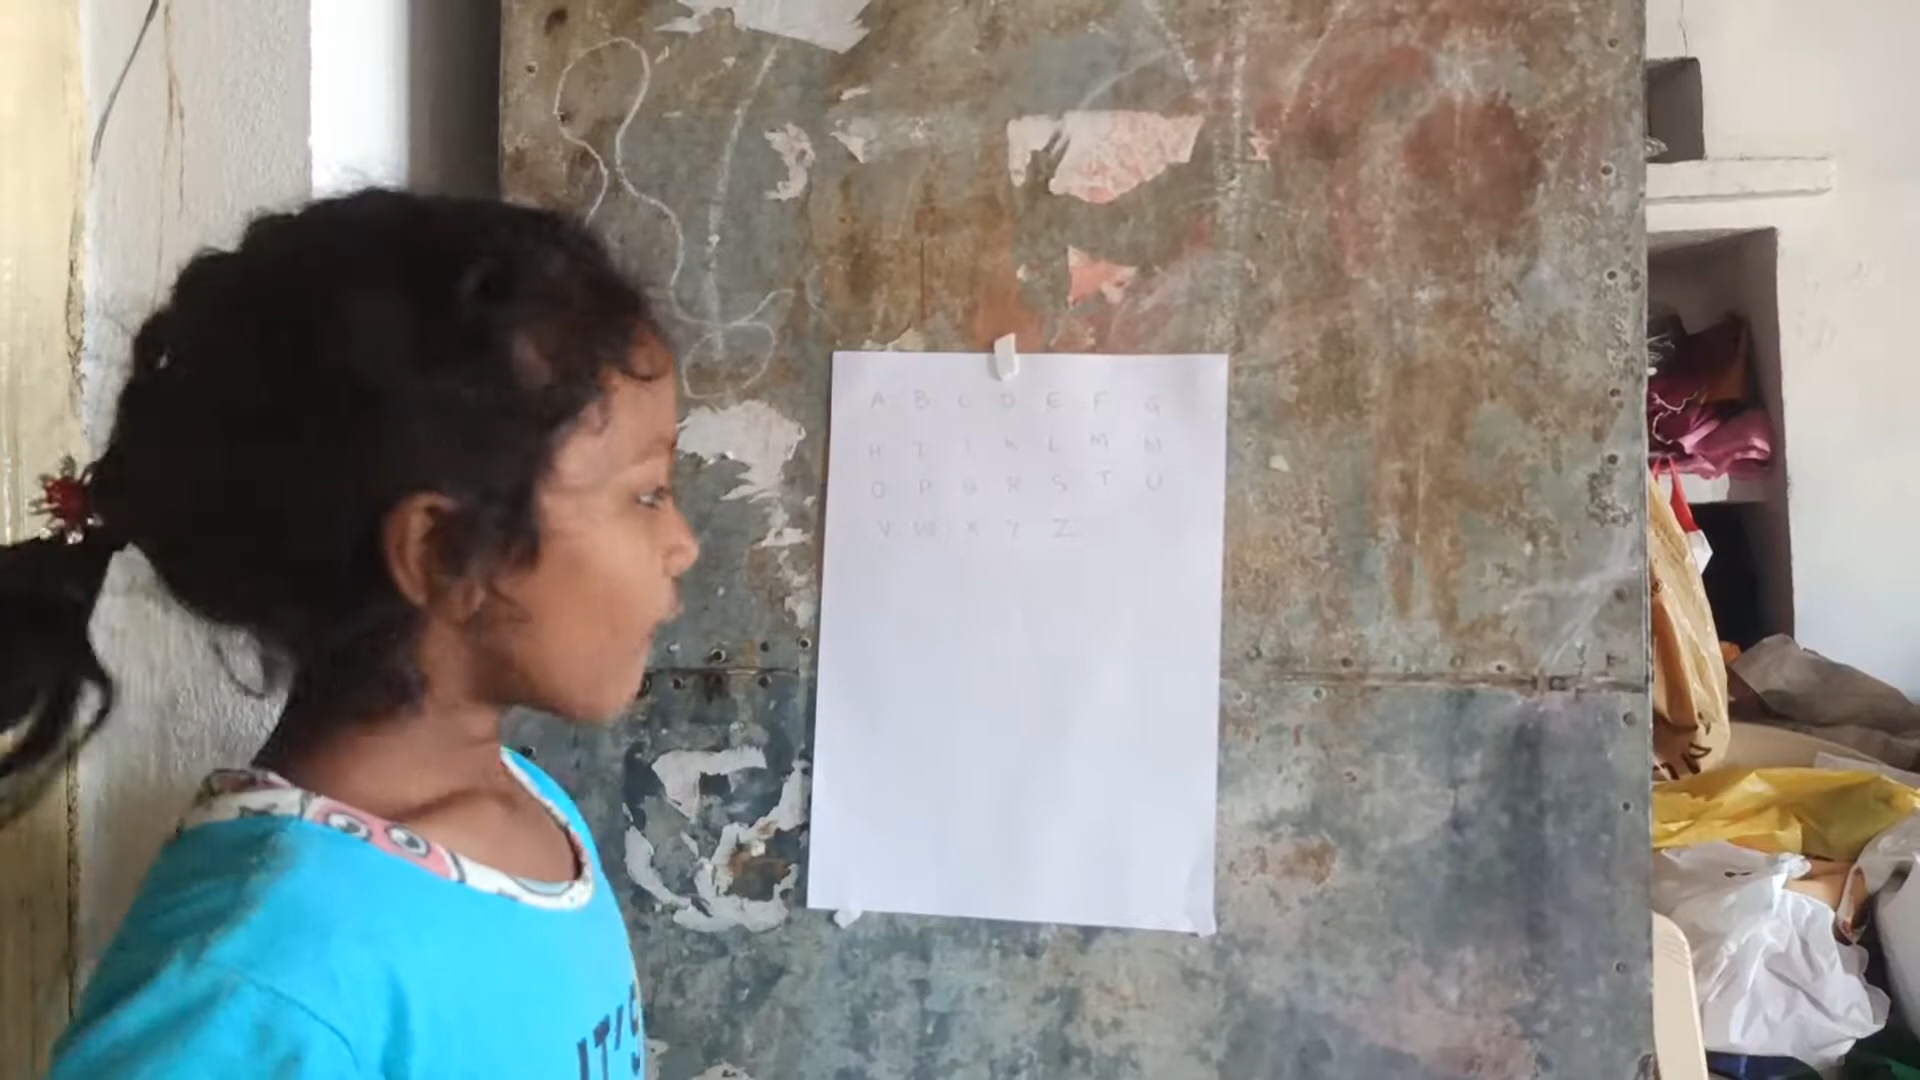 A B C D E F G
H I J K L M N
O P Q R S T U
V W X Y Z
IT'S